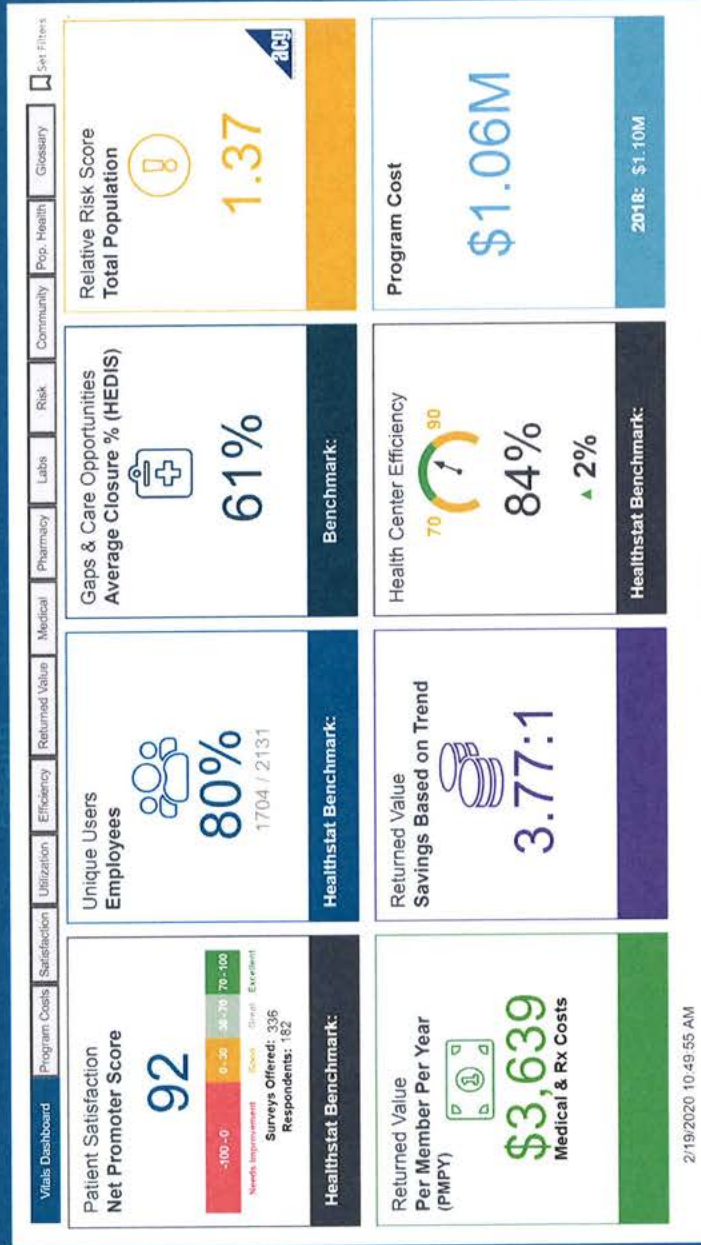 Vitals Dashboard
Program Costs
Satisfaction
Utilization
Efficiency
Returned Value
Medical
Pharmacy
Labs
Risk
Community
Pop. Health
Glossary
Set Filters
Patient Satisfaction
Net Promoter Score
92
-100 - 0
0 - 30
30 - 70
70 - 100
Needs Improvement
Good
Great
Excellent
Surveys Offered: 336
Respondents: 182
Healthstat Benchmark:
Unique Users
Employees
80%
1704 / 2131
Healthstat Benchmark:
Gaps & Care Opportunities
Average Closure % (HEDIS)
61%
Benchmark:
Relative Risk Score
Total Population
1.37
acg
Returned Value
Per Member Per Year
(PMPY)
1
$3,639
Medical & Rx Costs
Returned Value
Savings Based on Trend
3.77:1
Health Center Efficiency
70
90
84%
▲ 2%
Healthstat Benchmark:
Program Cost
$1.06M
2018: $1.10M
2/19/2020 10:49:55 AM